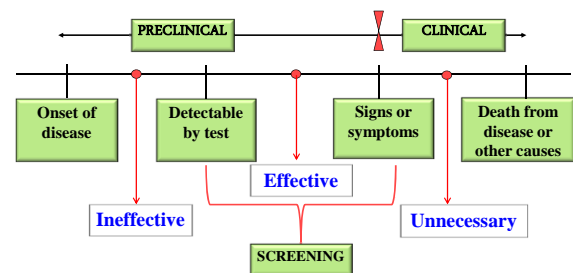 PRECLINICAL
CLINICAL
Onset of
disease
Detectable
by test
Signs or
symptoms
Death from
disease or
other causes
Effective
Ineffective
Unnecessary
SCREENING